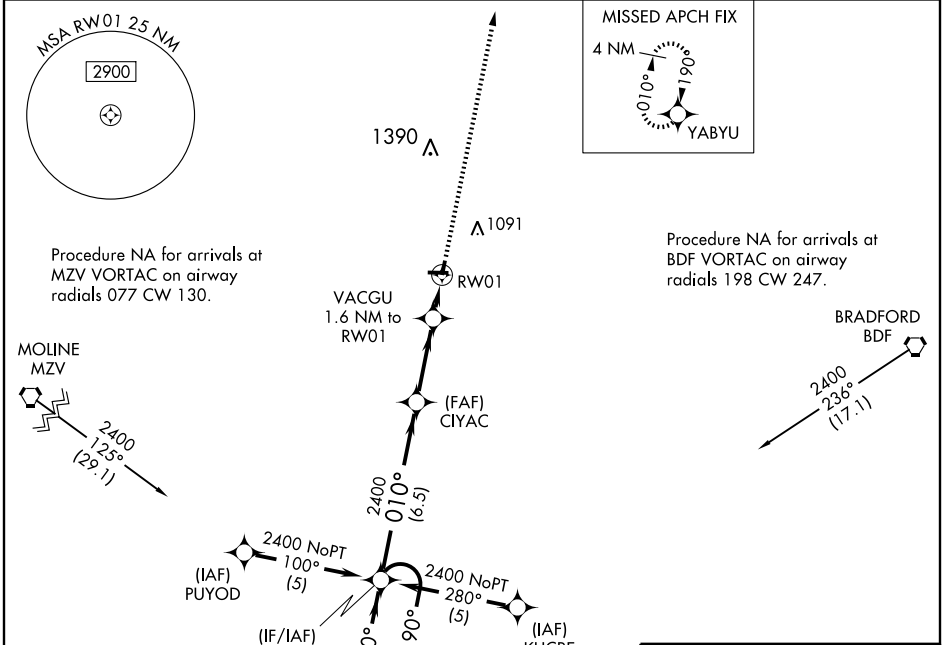 MSA RW01 25 NM
2900
MISSED APCH FIX
4 NM
010°
190°
YABYU
1390
1091
Procedure NA for arrivals at
MZV VORTAC on airway
radials 077 CW 130.
Procedure NA for arrivals at
BDF VORTAC on airway
radials 198 CW 247.
RW01
VACGU
1.6 NM to
RW01
MOLINE
MZV
2400
125°
(29.1)
BRADFORD
BDF
2400
236°
(17.1)
(FAF)
CIYAC
2400
010°
(6.5)
2400 NoPT
100°
(5)
(IAF)
PUYOD
2400 NoPT
280°
(5)
(IF/IAF)
(IAF)